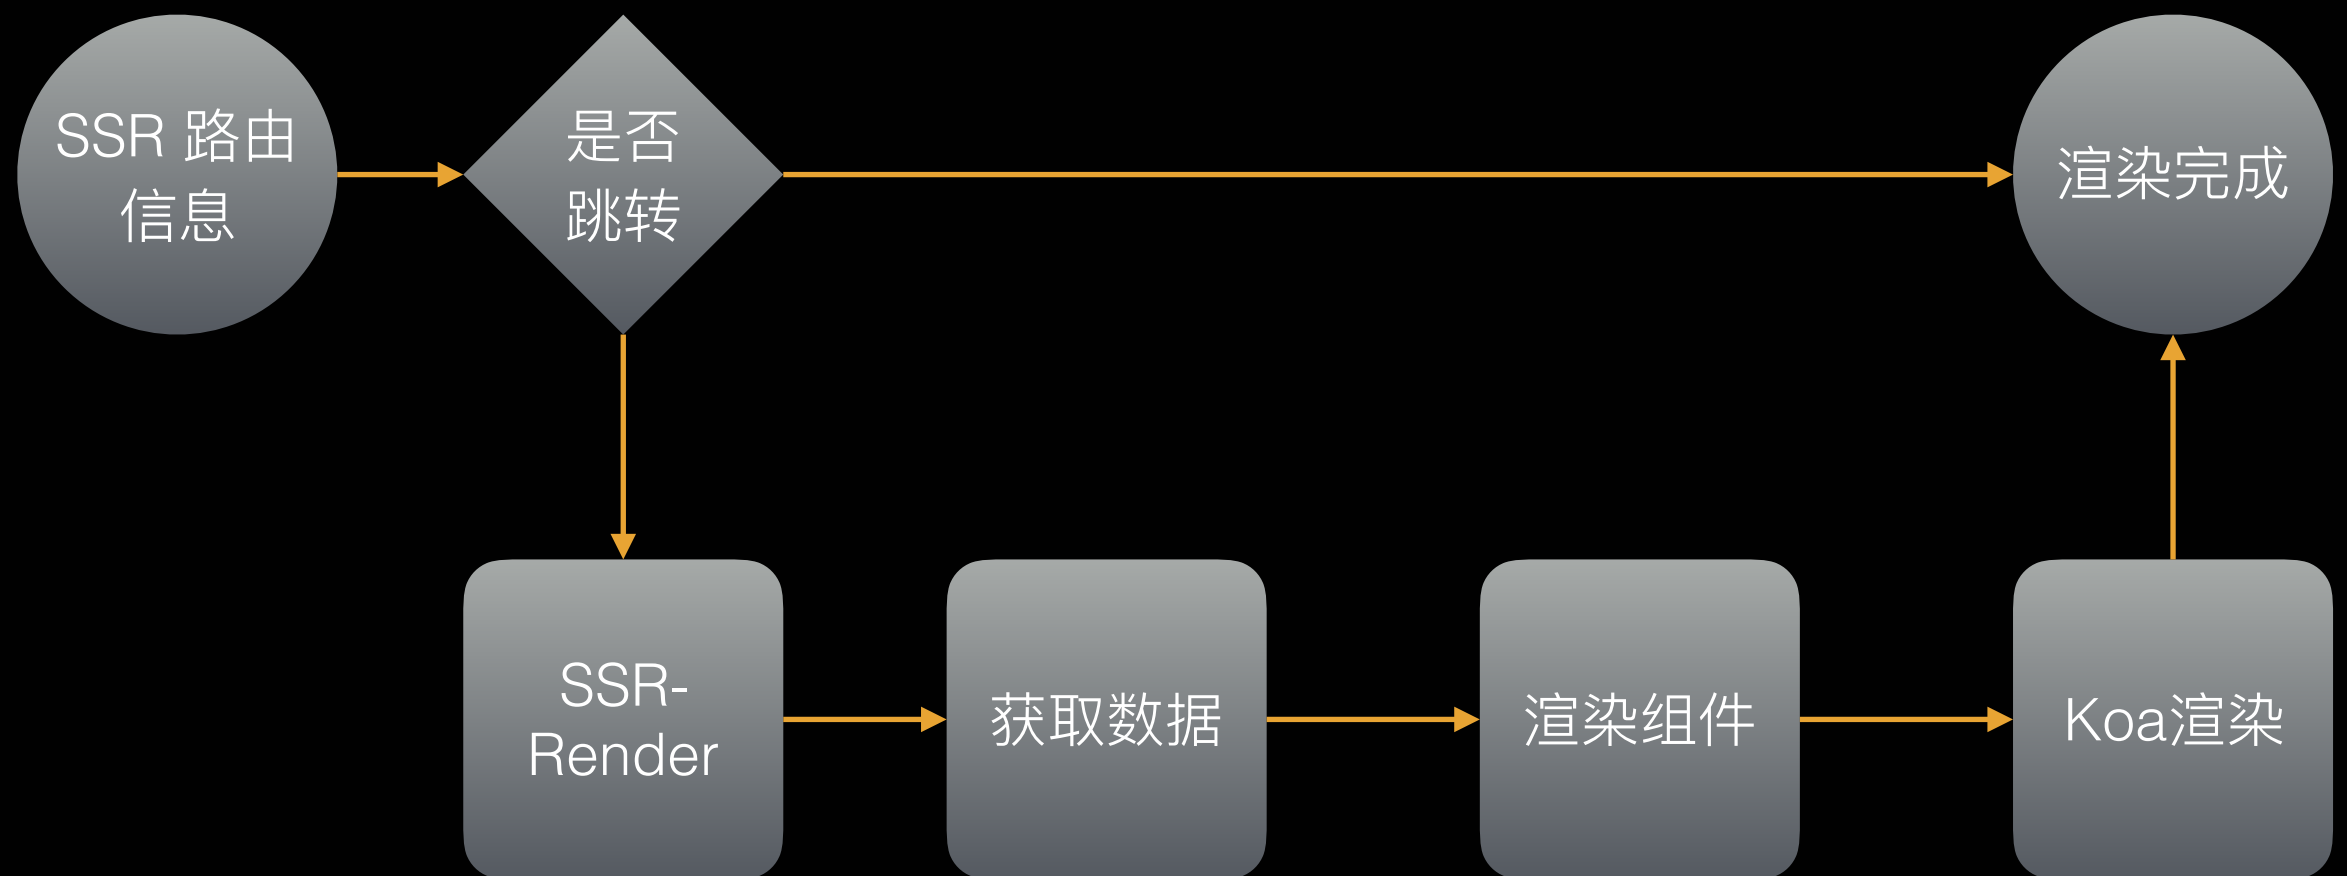 SSR 路由
信息
是否
跳转
渲染完成
SSR-
Render
获取数据
渲染组件
Koa渲染